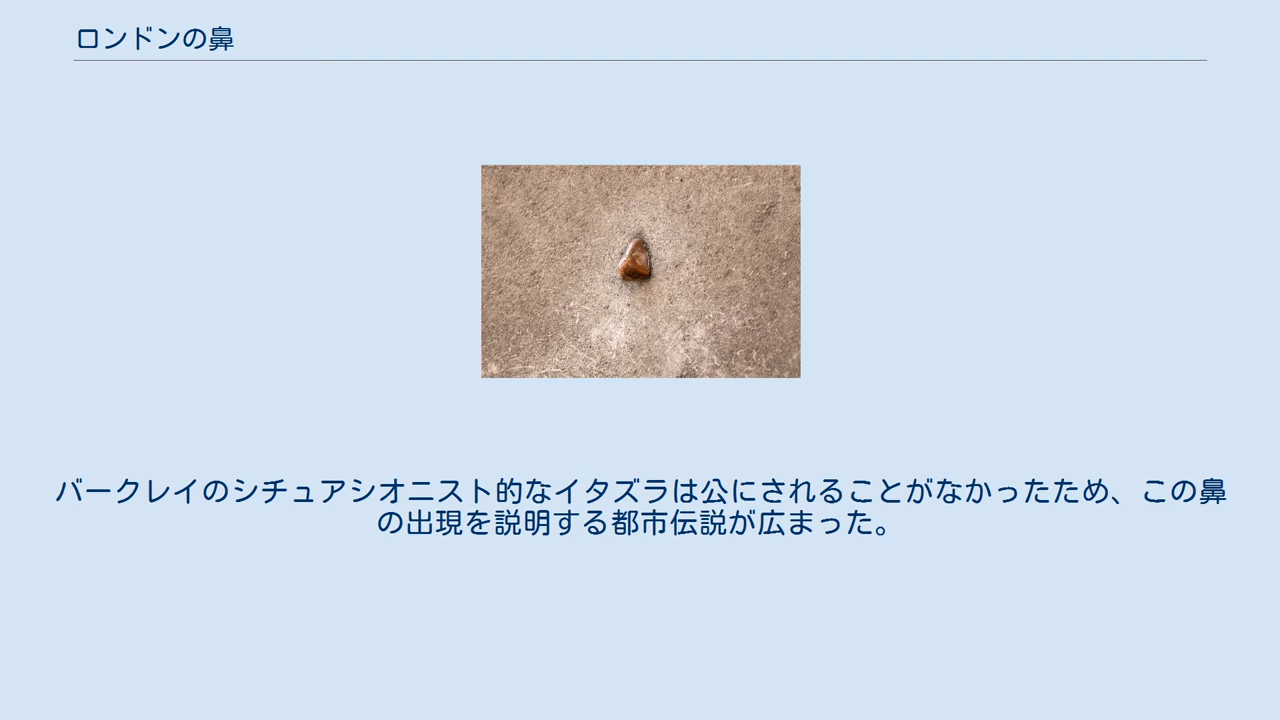 ロンドンの鼻
バークレイのシチュアシオニスト的なイタズラは公にされることがなかったため、この鼻
の出現を説明する都市伝説が広まった。